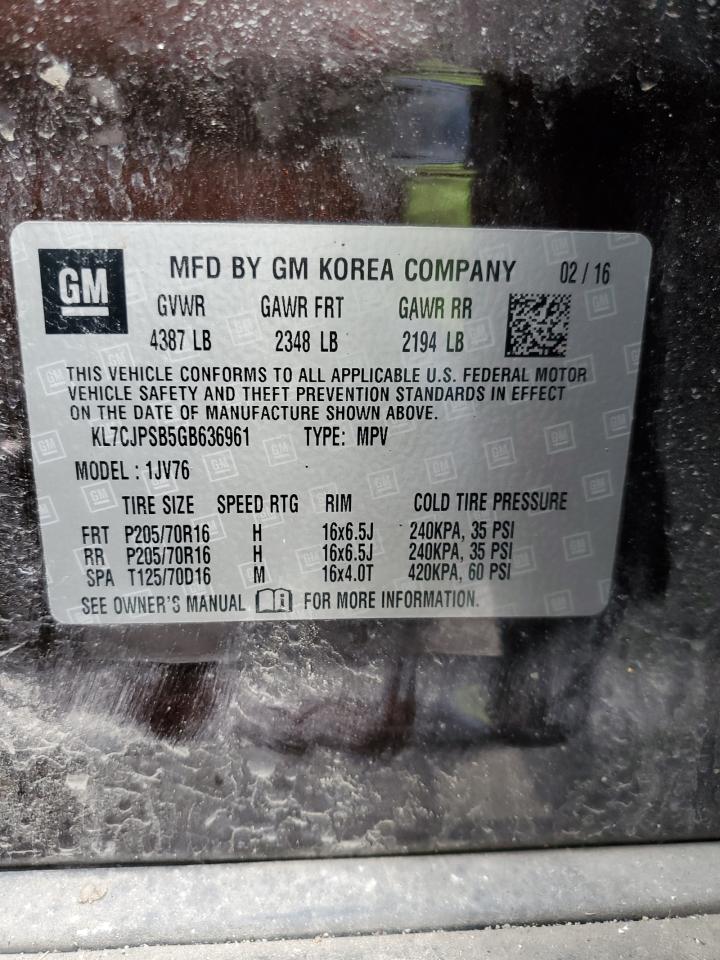 GM
MFD BY GM KOREA COMPANY 02 / 16
GVWR GAWR FRT GAWR RR
4387 LB 2348 LB 2194 LB
THIS VEHICLE CONFORMS TO ALL APPLICABLE U.S. FEDERAL MOTOR
VEHICLE SAFETY AND THEFT PREVENTION STANDARDS IN EFFECT
ON THE DATE OF MANUFACTURE SHOWN ABOVE.
KL7CJPSB5GB636961 TYPE: MPV
MODEL : 1JV76
TIRE SIZE SPEED RTG RIM COLD TIRE PRESSURE
FRT P205/70R16 H 16x6.5J 240KPA, 35 PSI
RR P205/70R16 H 16x6.5J 240KPA, 35 PSI
SPA T125/70D16 M 16x4.0T 420KPA, 60 PSI
SEE OWNER'S MANUAL FOR MORE INFORMATION.